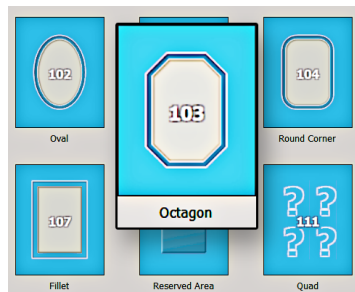 102
103
104
Oval
Octagon
Round Corner
107
? ?
111
? ?
Fillet
Reserved Area
Quad